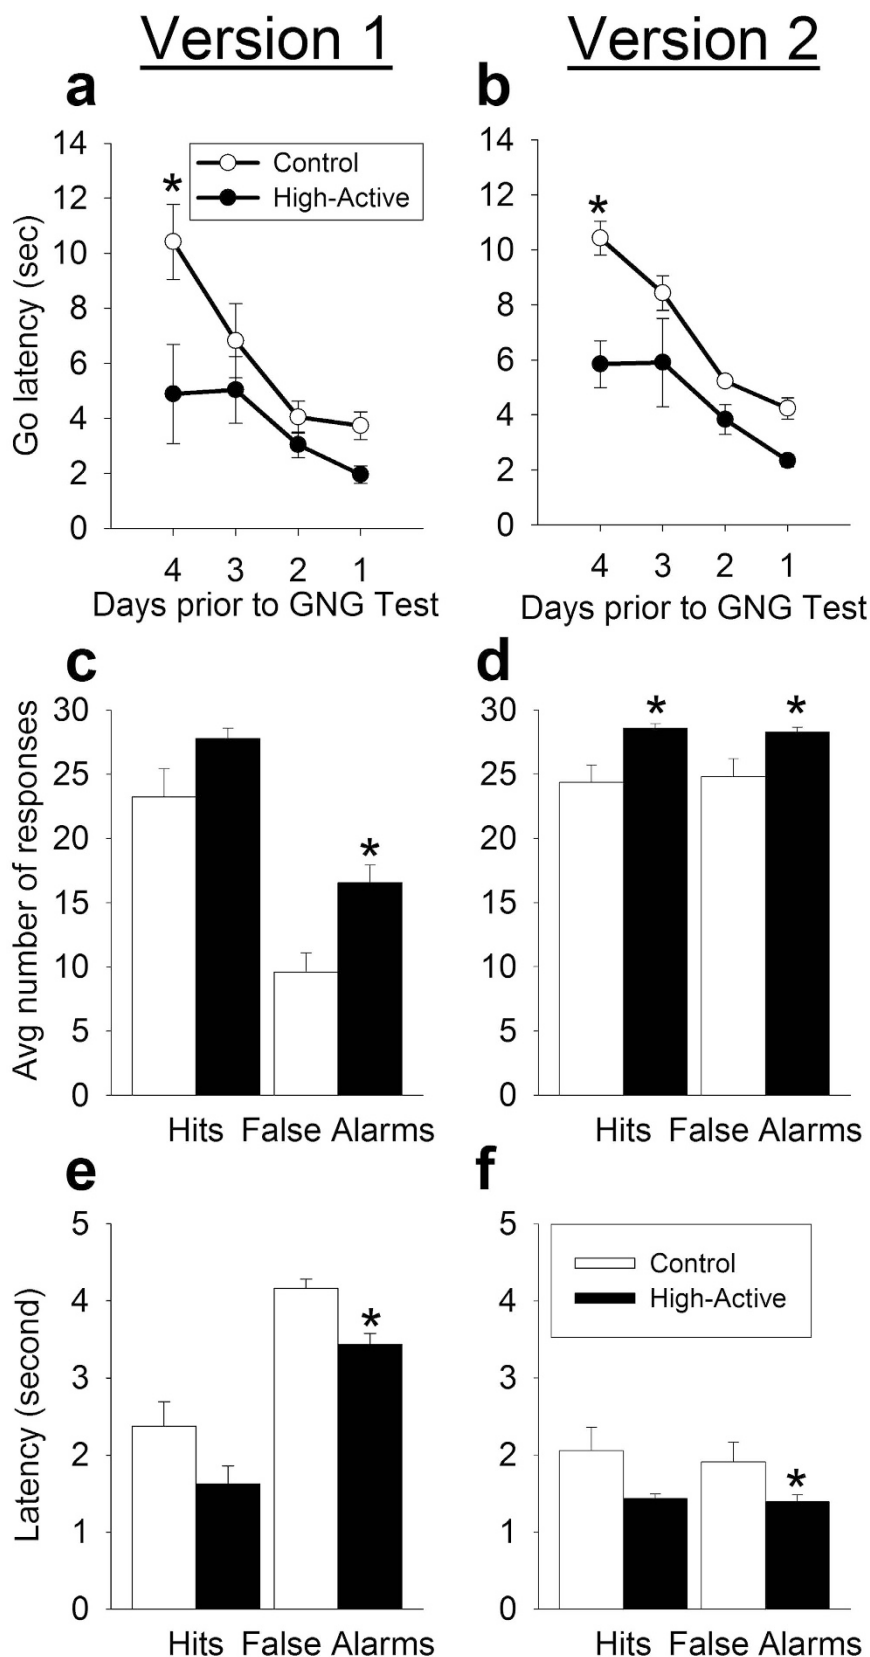 Version 1
Version 2
a
b
14
12
10
8
6
4
2
0
Go latency (sec)
*
Control
High-Active
4 3 2 1
Days prior to GNG Test
14
12
10
8
6
4
2
0
*
4 3 2 1
Days prior to GNG Test
c
d
30
25
20
15
10
5
0
Avg number of responses
*
Hits False Alarms
30
25
20
15
10
5
0
* *
Hits False Alarms
e
f
5
4
3
2
1
0
Latency (second)
*
Hits False Alarms
5
4
3
2
1
0
Control
High-Active
*
Hits False Alarms